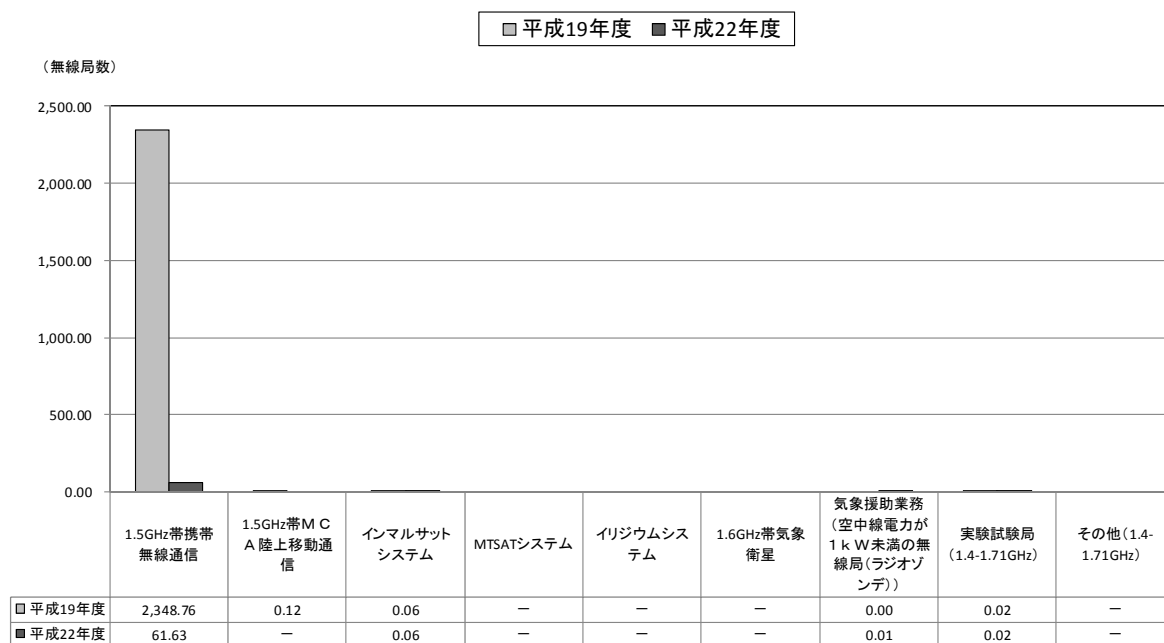 平成19年度 平成22年度
(無線局数)
2,500.00
2,000.00
1,500.00
1,000.00
500.00
0.00
1.5GHz帯携帯
無線通信
1.5GHz帯ＭＣ
Ａ陸上移動通
信
インマルサット
システム
MTSATシステム
イリジウムシス
テム
1.6GHz帯気象
衛星
気象援助業務
(空中線電力が
１ｋＷ未満の無
線局(ラジオゾ
ンデ))
実験試験局
(1.4-1.71GHz)
その他(1.4-
1.71GHz)
平成19年度 2,348.76 0.12 0.06 － － － 0.00 0.02 －
平成22年度 61.63 － 0.06 － － － 0.01 0.02 －